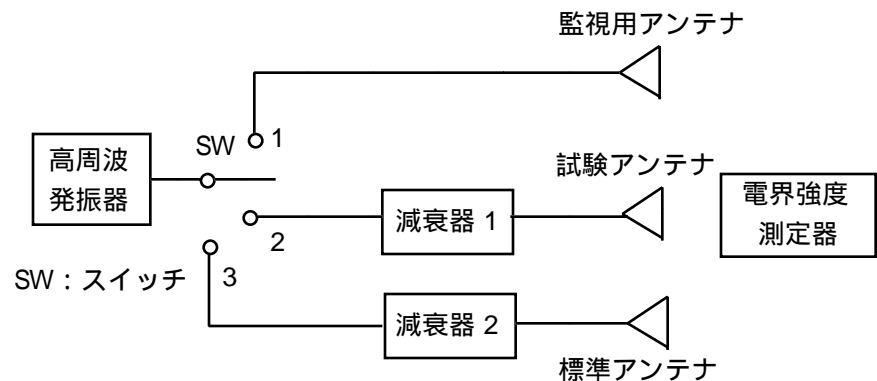 監視用アンテナ
高周波
発振器
SW
1
2
3
SW：スイッチ
減衰器 1
試験アンテナ
電界強度
測定器
減衰器 2
標準アンテナ